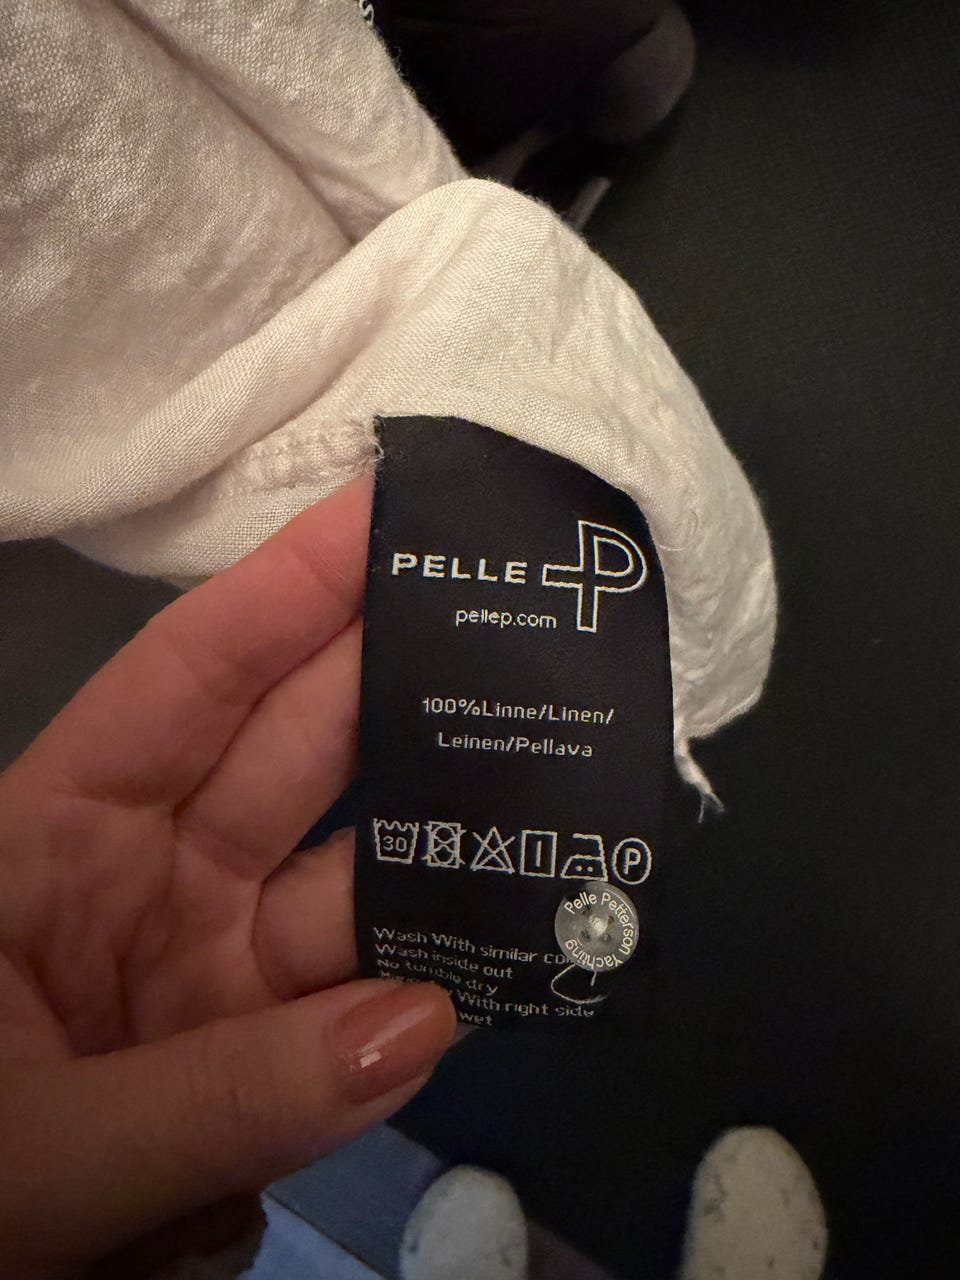 PELLE P
pellep.com
100%Linne/Linen/
Leinen/Pellava
30
P
Pelle Petterson Yachting
Wash With similar co
Wash inside out
No tumble dry
With right side
wet